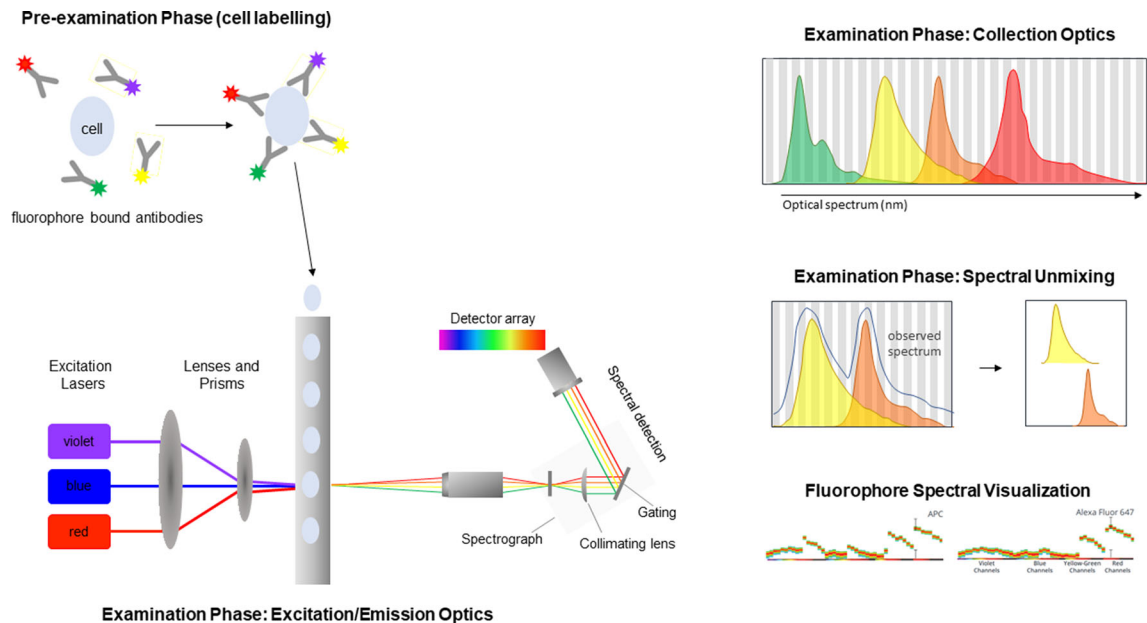 Pre-examination Phase (cell labelling)
cell
fluorophore bound antibodies
Excitation
Lasers
Lenses and
Prisms
violet
blue
red
Detector array
Spectral detection
Gating
Spectrograph
Collimating lens
Examination Phase: Excitation/Emission Optics
Examination Phase: Collection Optics
Optical spectrum (nm)
Examination Phase: Spectral Unmixing
observed
spectrum
Fluorophore Spectral Visualization
APC
Alexa Fluor 647
Violet
Channels
Blue
Channels
Yellow-Green
Channels
Red
Channels